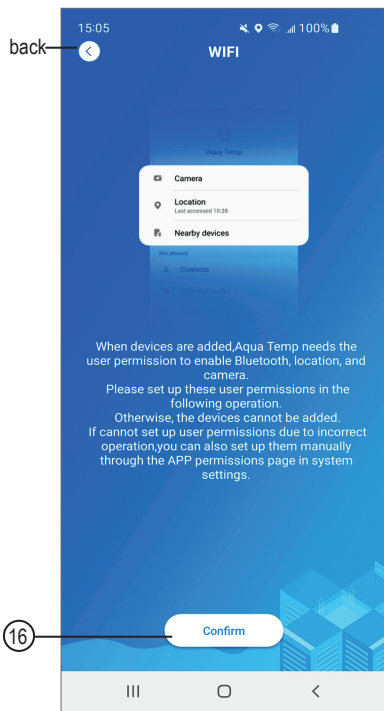 15:05 100%
back WIFI
Aqua Temp
Camera
Location
Last accessed 10:38
Nearby devices
Not allowed
Contacts
When devices are added,Aqua Temp needs the
user permission to enable Bluetooth, location, and
camera.
Please set up these user permissions in the
following operation.
Otherwise, the devices cannot be added.
If cannot set up user permissions due to incorrect
operation,you can also set up them manually
through the APP permissions page in system
settings.
16 Confirm